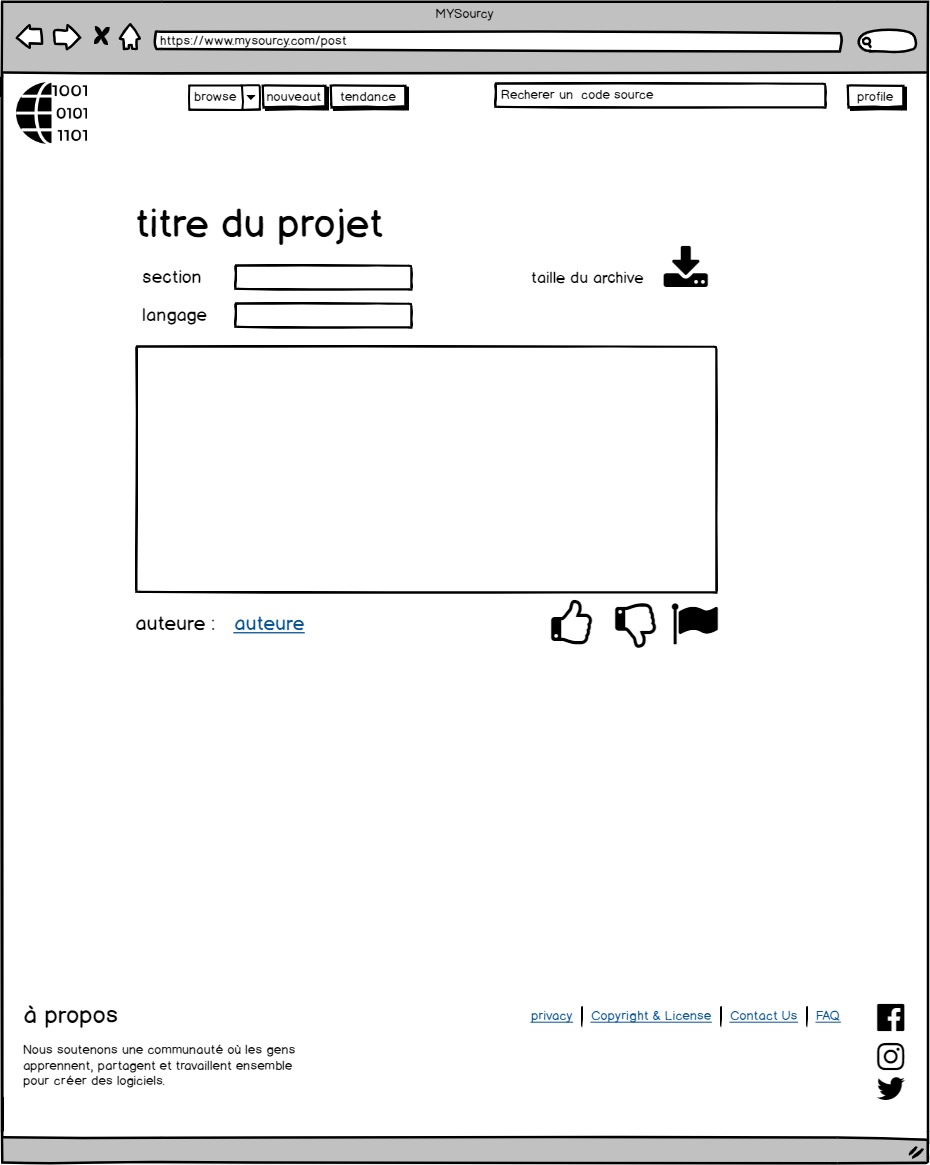 MYSourcy
https://www.mysourcy.com/post
1001
0101
1101
browse nouveaut tendance Recherer un code source profile
titre du projet
section
taille du archive
langage
auteure : auteure
à propos
privacy Copyright & License Contact Us FAQ
Nous soutenons une communauté où les gens
apprennent, partagent et travaillent ensemble
pour créer des logiciels.